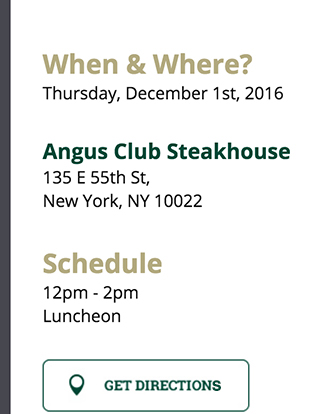 When & Where?
Thursday, December 1st, 2016
Angus Club Steakhouse
135 E 55th St,
New York, NY 10022
Schedule
12pm - 2pm
Luncheon
GET DIRECTIONS